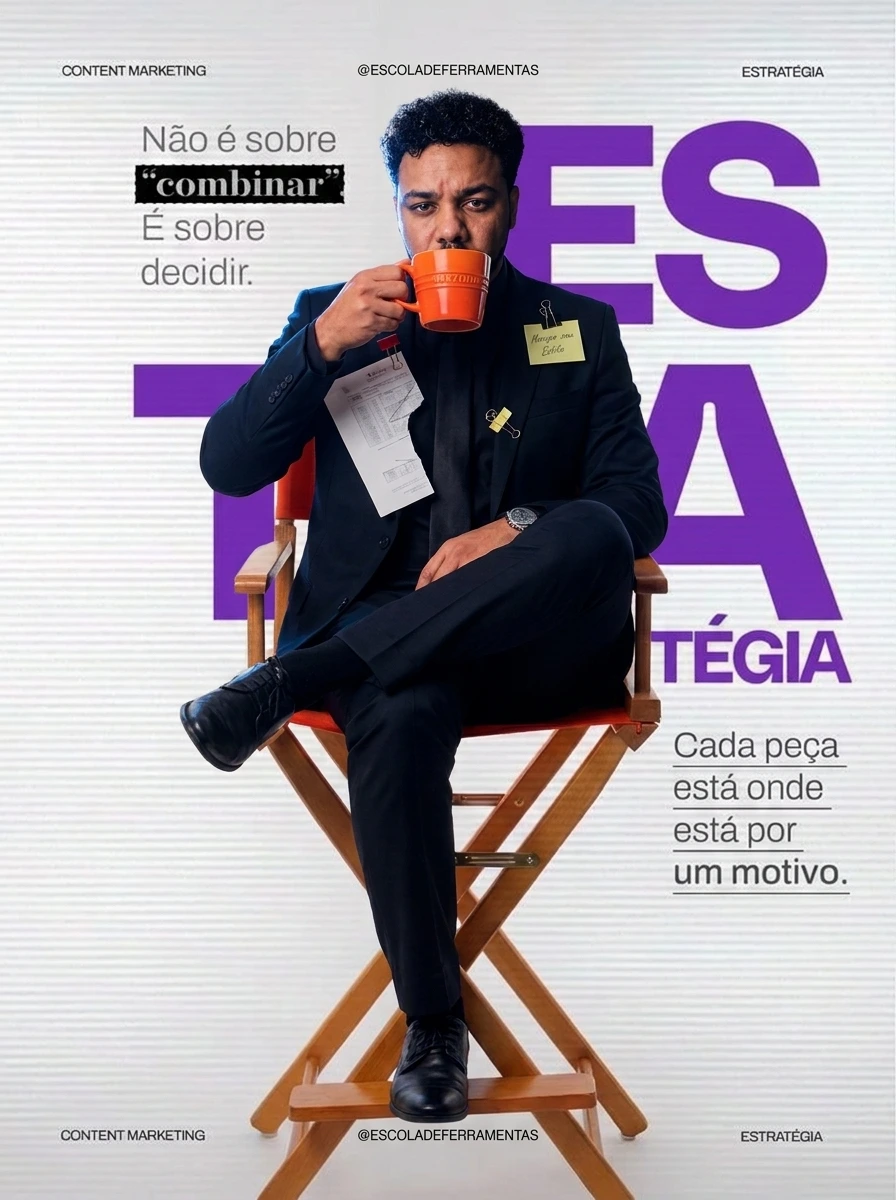 CONTENT MARKETING
@ESCOLADEFERRAMENTAS
ESTRATÉGIA
Não é sobre
“combinar”
É sobre
decidir.
ES
T A
TÉGIA
Cada peça
está onde
está por
um motivo.
CONTENT MARKETING
@ESCOLADEFERRAMENTAS
ESTRATÉGIA